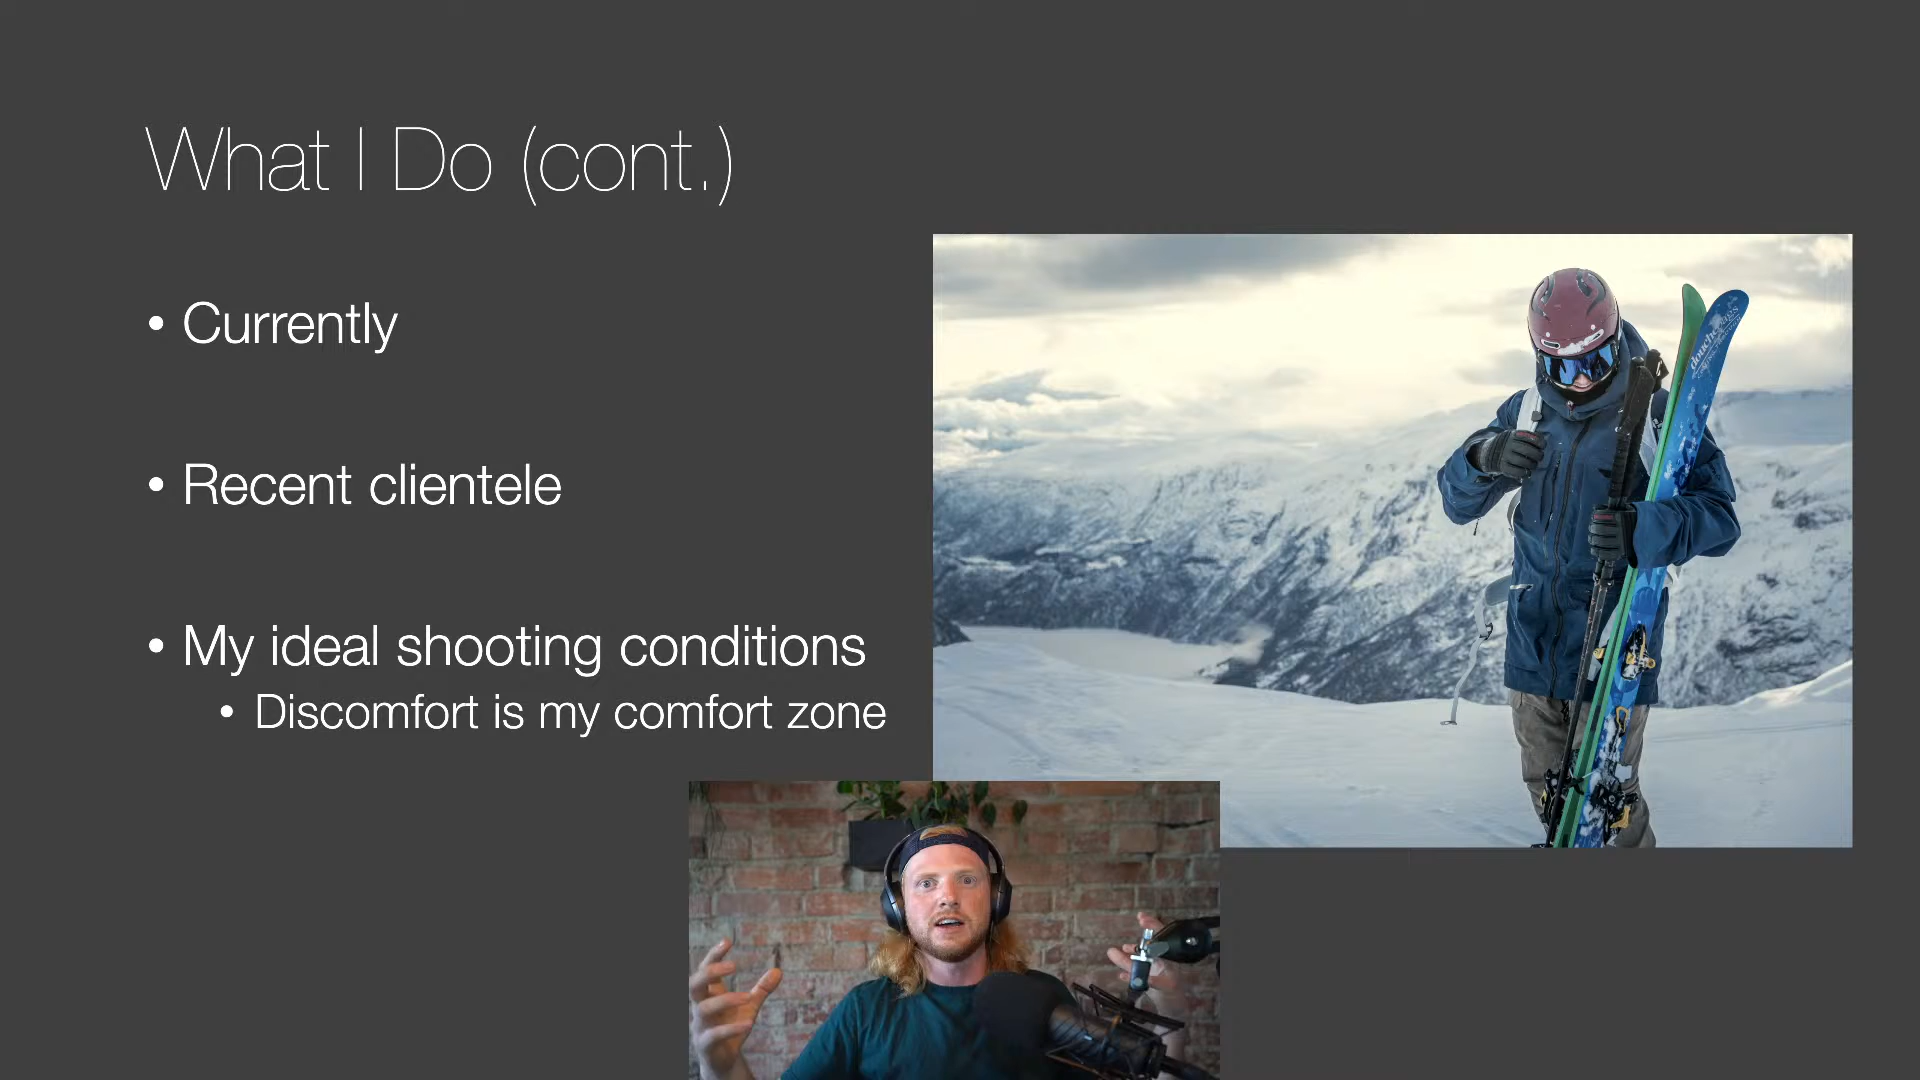 What I Do (cont.)
• Currently
• Recent clientele
• My ideal shooting conditions
• Discomfort is my comfort zone